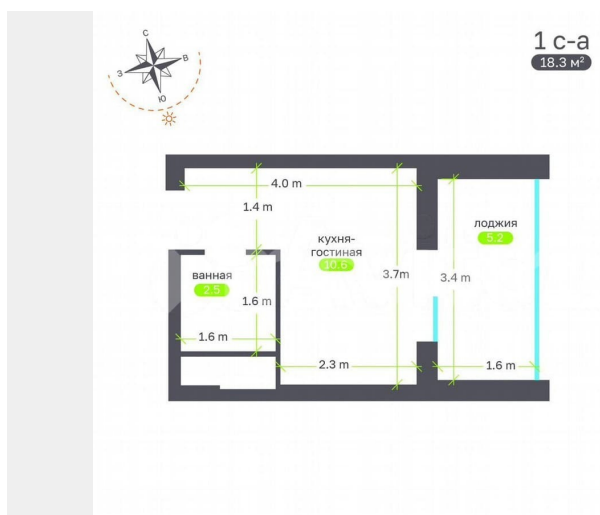 С
В
З
Ю
1 с-а
18.3 м²
4.0 m
1.4 m
лоджия
5.2
кухня-
гостиная
10.6
ванная
2.5
3.7m
3.4 m
1.6 m
1.6 m
2.3 m
1.6 m